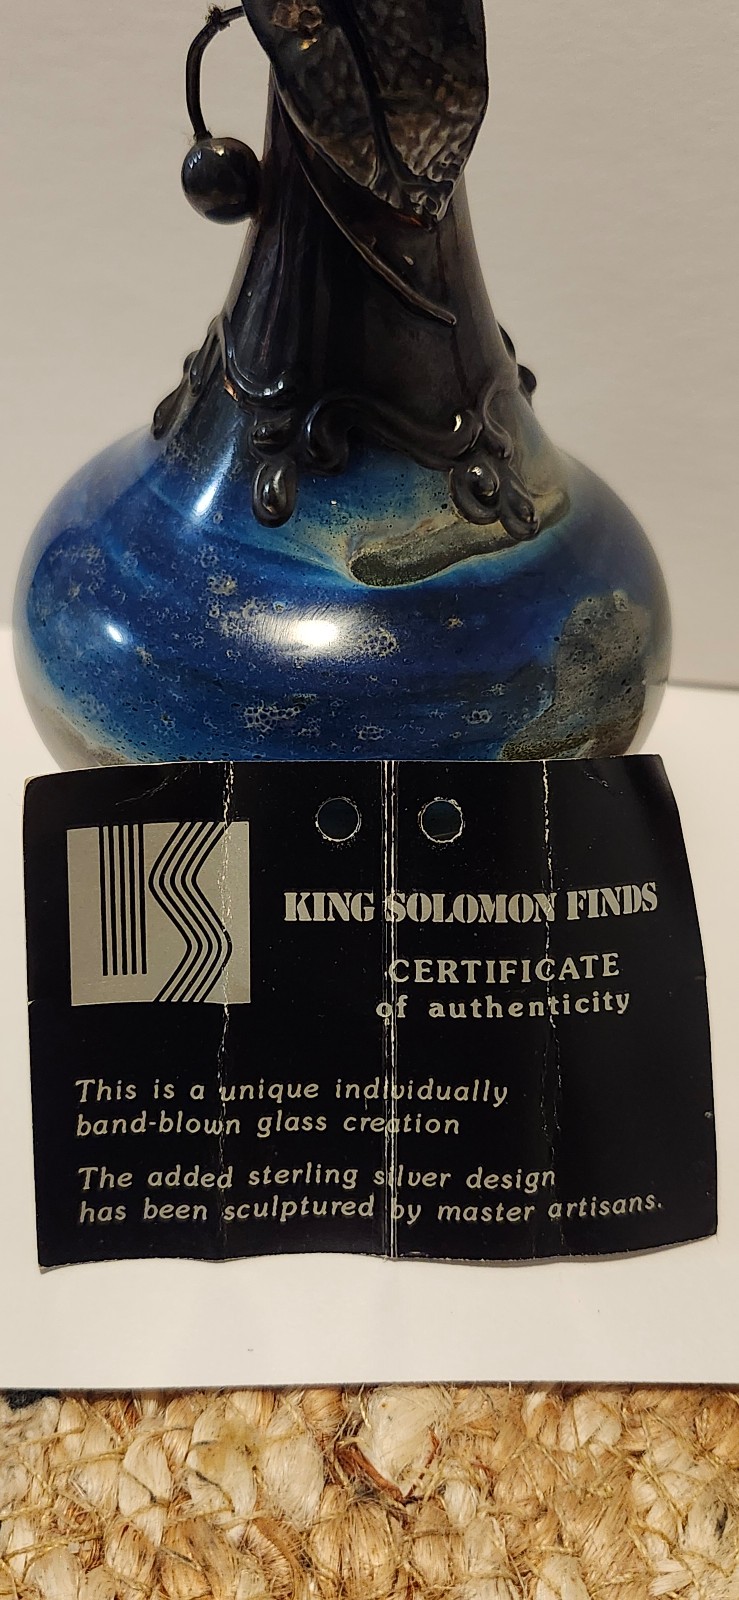 KS
KING SOLOMON FINDS
CERTIFICATE
of authenticity
This is a unique individually
band-blown glass creation
The added sterling silver design
has been sculptured by master artisans.